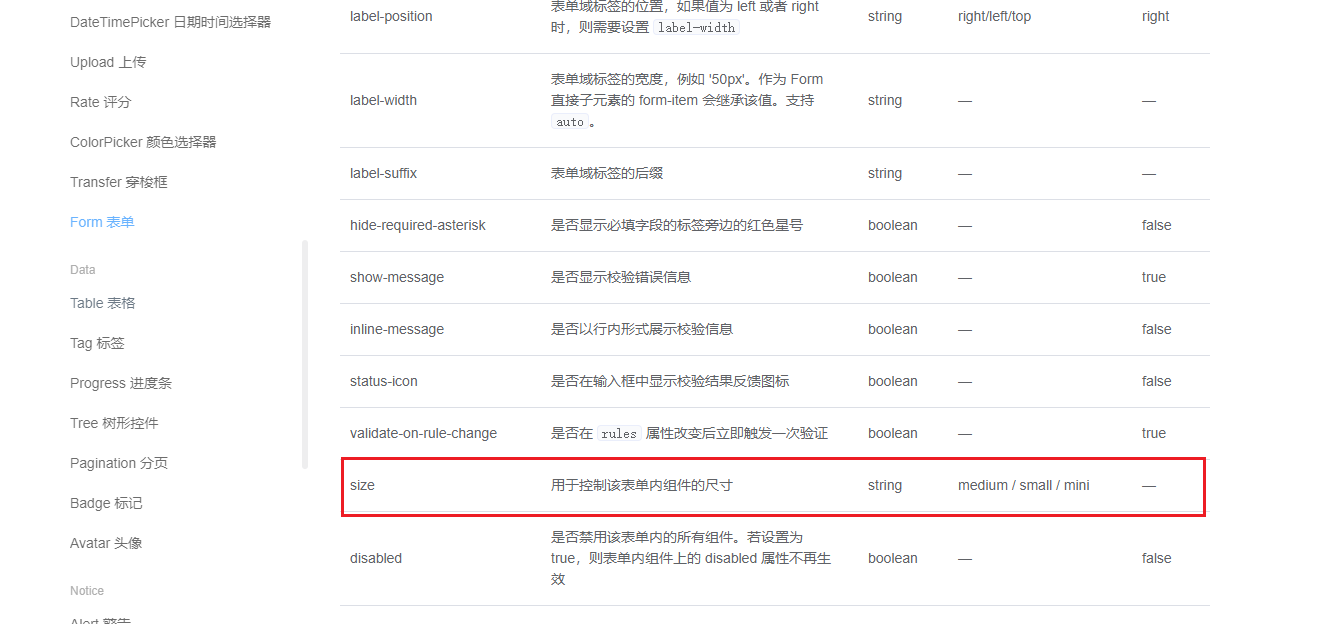 DateTimePicker 日期时间选择器
Upload 上传
Rate 评分
ColorPicker 颜色选择器
Transfer 穿梭框
Form 表单
Data
Table 表格
Tag 标签
Progress 进度条
Tree 树形控件
Pagination 分页
Badge 标记
Avatar 头像
Notice
Alert 警告
label-position 表单域标签的位置，如果值为 left 或者 right string right/left/top right
时，则需要设置 label-width
表单域标签的宽度，例如 '50px'。作为 Form
label-width 直接子元素的 form-item 会继承该值。支持 string — —
auto 。
label-suffix 表单域标签的后缀 string — —
hide-required-asterisk 是否显示必填字段的标签旁边的红色星号 boolean — false
show-message 是否显示校验错误信息 boolean — true
inline-message 是否以行内形式展示校验信息 boolean — false
status-icon 是否在输入框中显示校验结果反馈图标 boolean — false
validate-on-rule-change 是否在 rules 属性改变后立即触发一次验证 boolean — true
size 用于控制该表单内组件的尺寸 string medium / small / mini —
是否禁用该表单内的所有组件。若设置为
disabled true，则表单内组件上的 disabled 属性不再生 boolean — false
效